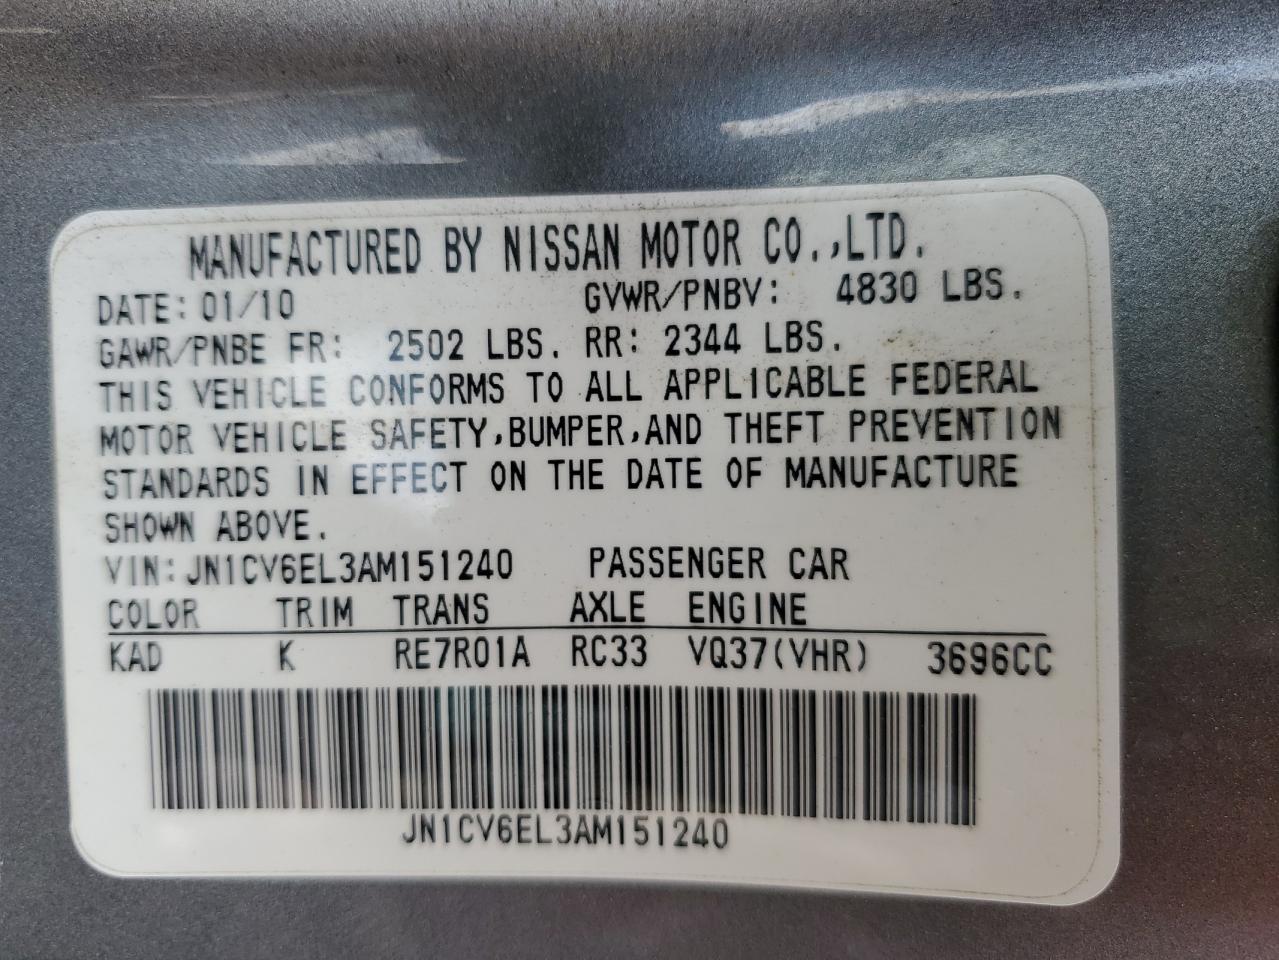 MANUFACTURED BY NISSAN MOTOR CO.,LTD.
DATE: 01/10 GVWR/PNBV: 4830 LBS.
GAWR/PNBE FR: 2502 LBS. RR: 2344 LBS.
THIS VEHICLE CONFORMS TO ALL APPLICABLE FEDERAL
MOTOR VEHICLE SAFETY,BUMPER,AND THEFT PREVENTION
STANDARDS IN EFFECT ON THE DATE OF MANUFACTURE
SHOWN ABOVE.
VIN: JN1CV6EL3AM151240 PASSENGER CAR
COLOR TRIM TRANS AXLE ENGINE
KAD K RE7R01A RC33 VQ37(VHR) 3696CC
JN1CV6EL3AM151240